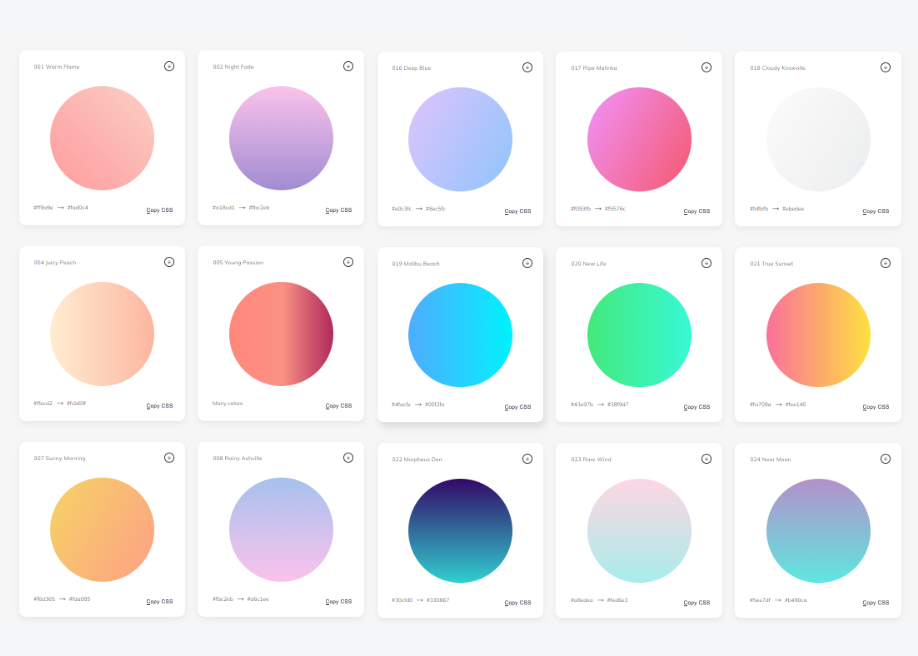 001 Warm Flame
002 Night Fade
016 Deep Blue
017 Ripe Malinka
018 Cloudy Knoxville
#ff9a9e → #fad0c4
Copy CSS
#a18cd1 → #fbc2eb
Copy CSS
#e0c3fc → #8ec5fc
Copy CSS
#f093fb → #f5576c
Copy CSS
#fdfbfb → #ebedee
Copy CSS
004 Juicy Peach
005 Young Passion
019 Malibu Beach
020 New Life
021 True Sunset
#ffecd2 → #fcb69f
Copy CSS
Many colors
Copy CSS
#4facfe → #00f2fe
Copy CSS
#43e97b → #38f9d7
Copy CSS
#fa709a → #fee140
Copy CSS
007 Sunny Morning
008 Rainy Ashville
022 Morpheus Den
023 Rare Wind
024 Near Moon
#f6d365 → #fda085
Copy CSS
#fbc2eb → #a6c1ee
Copy CSS
#30cfd0 → #330867
Copy CSS
#a8edea → #fed6e3
Copy CSS
#5ee7df → #b490ca
Copy CSS